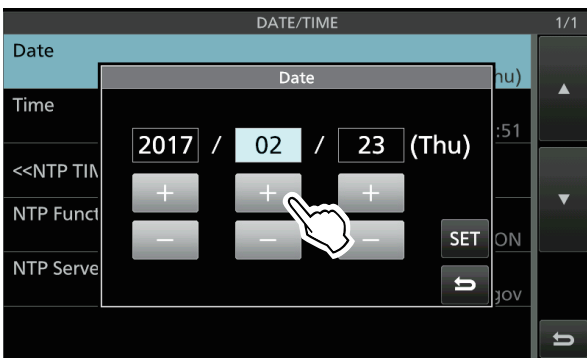 DATE/TIME 1/1
Date
Date
2017 / 02 / 23 (Thu)
Time
:51
<<NTP TIM
+ + +
NTP Funct
- - - SET ON
NTP Serve
gov